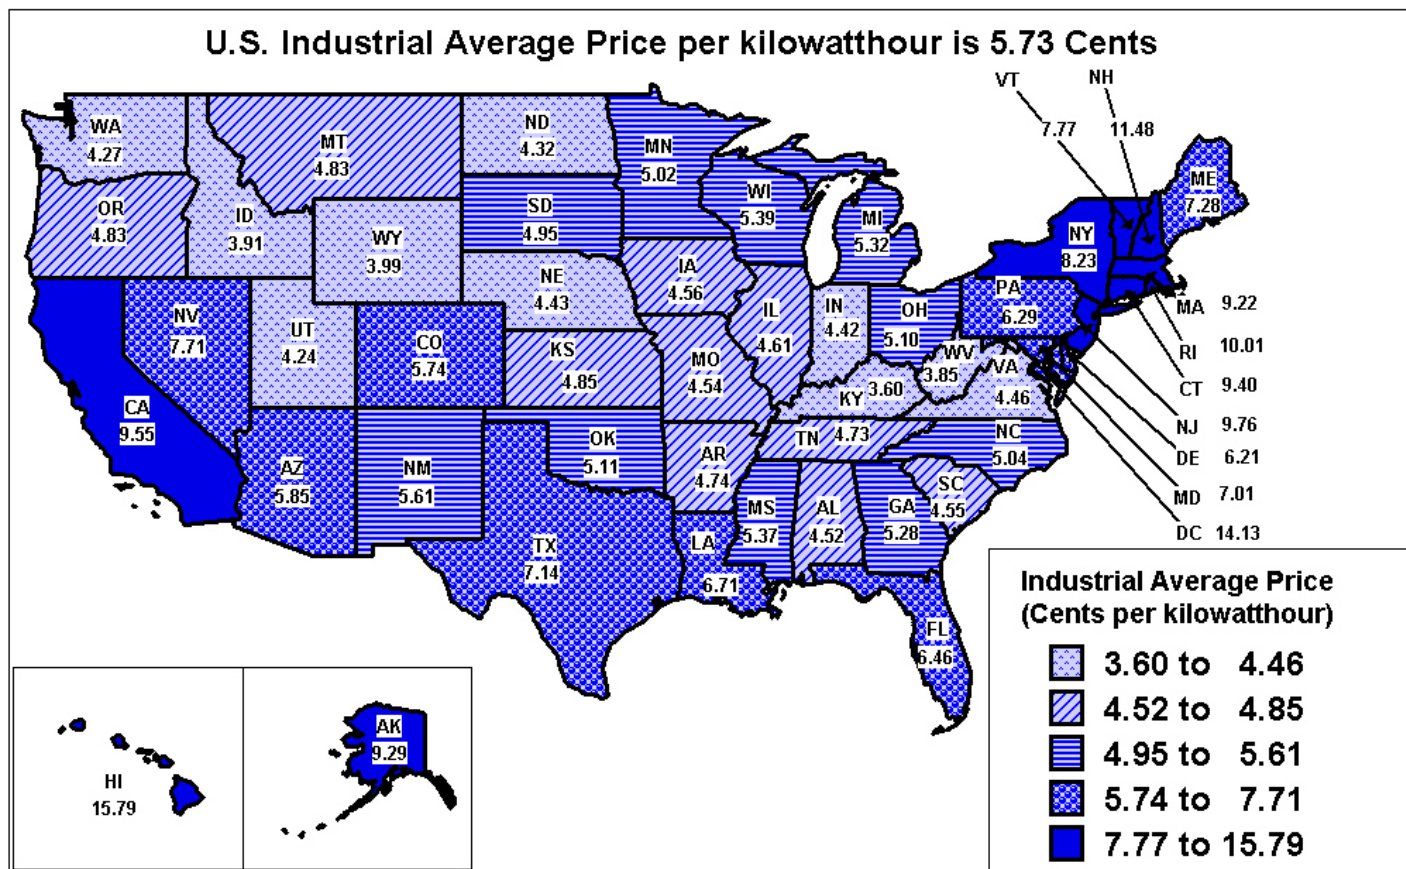 U.S. Industrial Average Price per kilowatthour is 5.73 Cents
VT
NH
7.77
11.48
WA
4.27
MT
4.83
ND
4.32
MN
5.02
ME
7.28
OR
4.83
ID
3.91
WY
3.99
SD
4.95
WI
5.39
MI
5.32
NY
8.23
NV
7.71
UT
4.24
CO
5.74
NE
4.43
IA
4.56
IL
4.61
IN
4.42
OH
5.10
PA
6.29
MA 9.22
RI 10.01
CT 9.40
NJ 9.76
DE 6.21
MD 7.01
DC 14.13
KS
4.85
MO
4.54
KY 3.60
WV
3.85
VA
4.46
CA
9.55
AZ
5.85
NM
5.61
OK
5.11
AR
4.74
TN 4.73
NC
5.04
SC
4.55
MS
5.37
AL
4.52
GA
5.28
TX
7.14
LA
6.71
FL
6.46
HI
15.79
AK
9.29
Industrial Average Price
(Cents per kilowatthour)
3.60 to 4.46
4.52 to 4.85
4.95 to 5.61
5.74 to 7.71
7.77 to 15.79